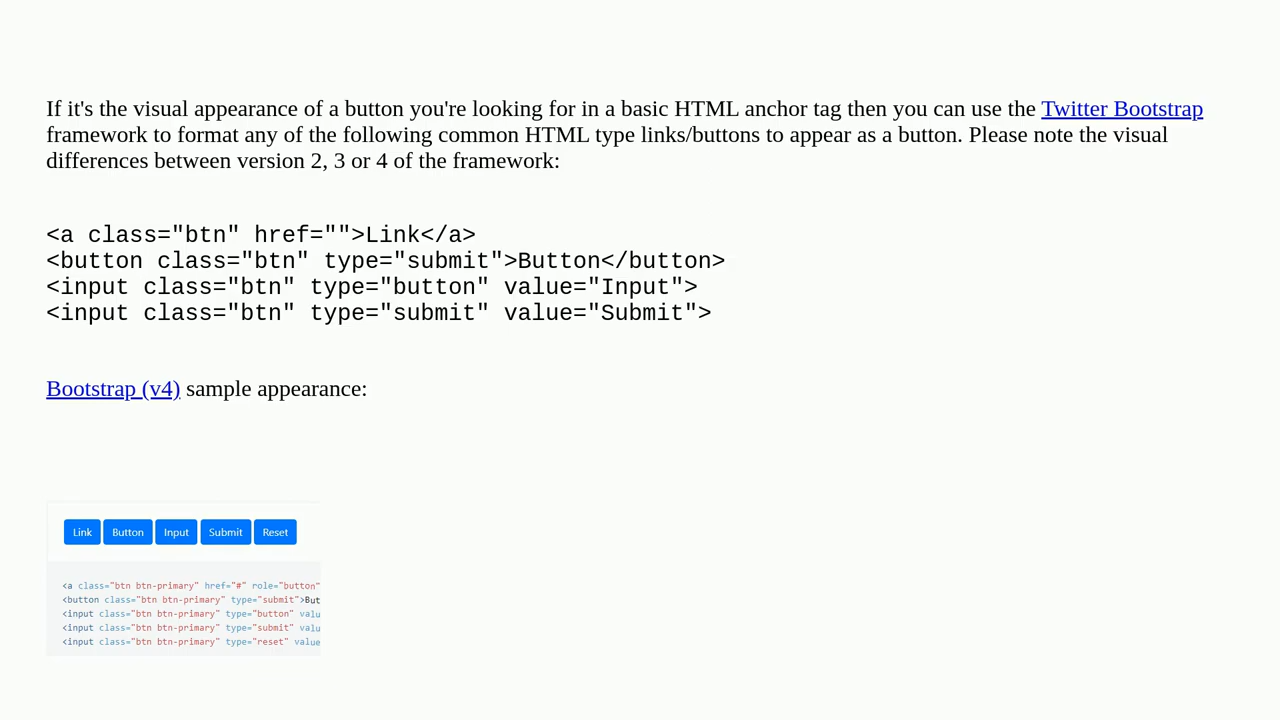 If it's the visual appearance of a button you're looking for in a basic HTML anchor tag then you can use the Twitter Bootstrap
framework to format any of the following common HTML type links/buttons to appear as a button. Please note the visual
differences between version 2, 3 or 4 of the framework:
<a class="btn" href="">Link</a>
<button class="btn" type="submit">Button</button>
<input class="btn" type="button" value="Input">
<input class="btn" type="submit" value="Submit">
Bootstrap (v4) sample appearance:
Link Button Input Submit Reset
<a class="btn btn-primary" href="#" role="button"
<button class="btn btn-primary" type="submit">But
<input class="btn btn-primary" type="button" valu
<input class="btn btn-primary" type="submit" valu
<input class="btn btn-primary" type="reset" value